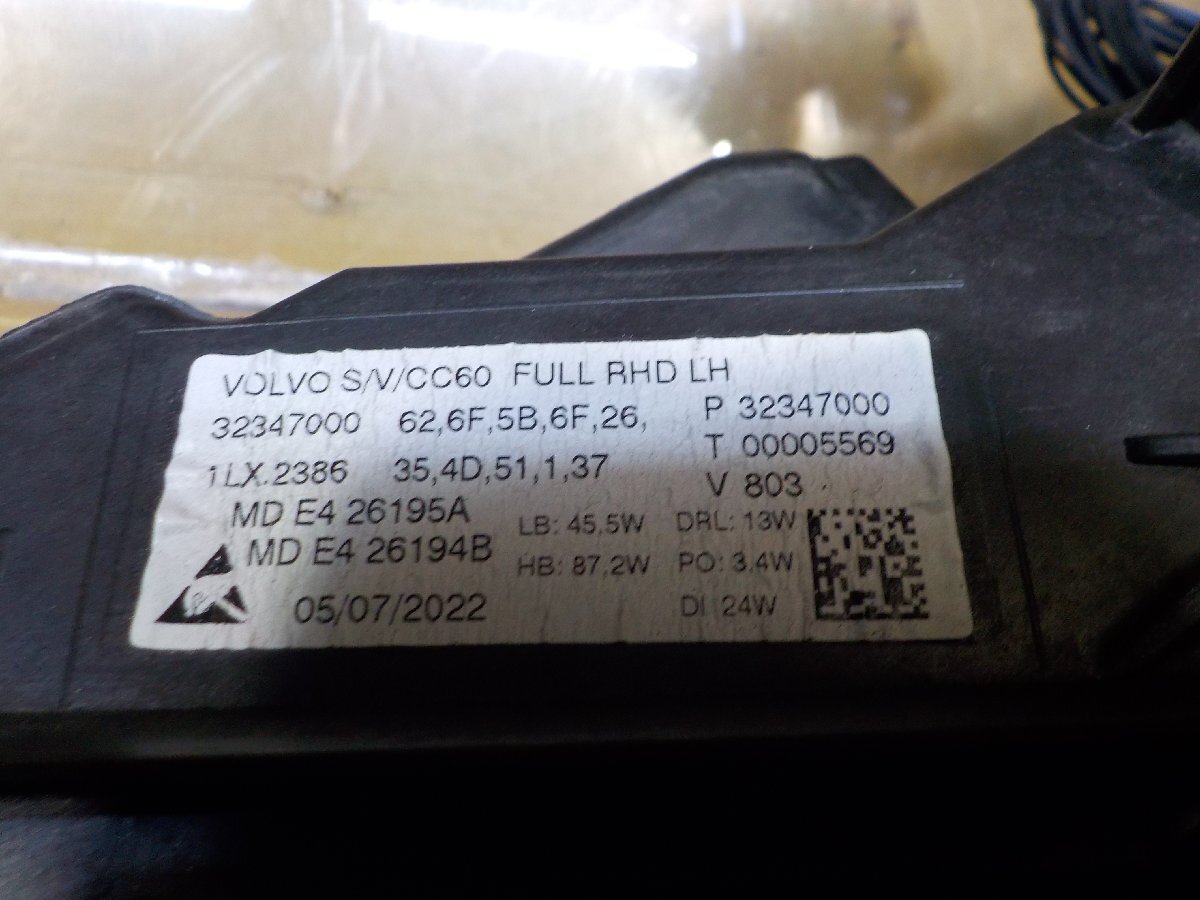 VOLVO S/V/CC60 FULL RHD LH
32347000 62,6F,5B,6F,26, P 32347000
T 00005569
1LX.2386 35,4D,51,1,37 V 803
MD E4 26195A LB: 45,5W DRL: 13W
MD E4 26194B HB: 87,2W PO: 3,4W
05/07/2022 DI: 24W